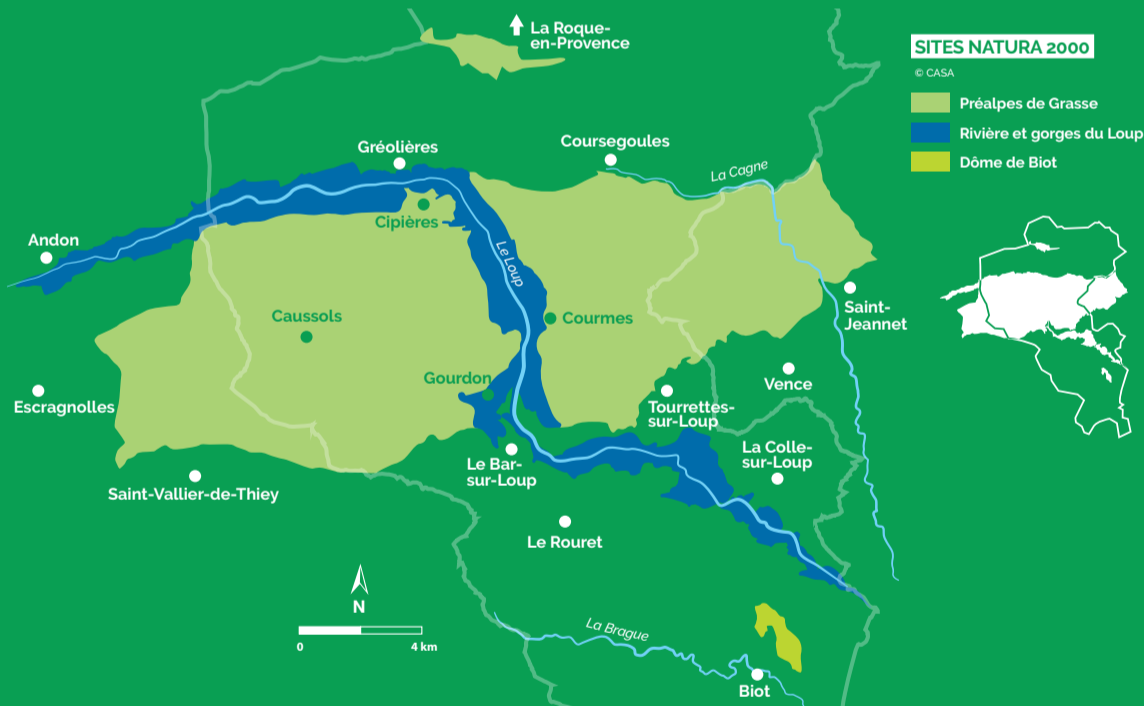 La Roque-
en-Provence
SITES NATURA 2000
© CASA
Préalpes de Grasse
Rivière et gorges du Loup
Dôme de Biot
Gréolières
Coursegoules
La Cagne
Cipières
Andon
Le Loup
Saint-
Jeannet
Caussols
Courmes
Gourdon
Vence
Escragnolles
Tourrettes-
sur-Loup
La Colle-
sur-Loup
Le Bar-
sur-Loup
Saint-Vallier-de-Thiey
Le Rouret
N
0 4 km
La Brague
Biot